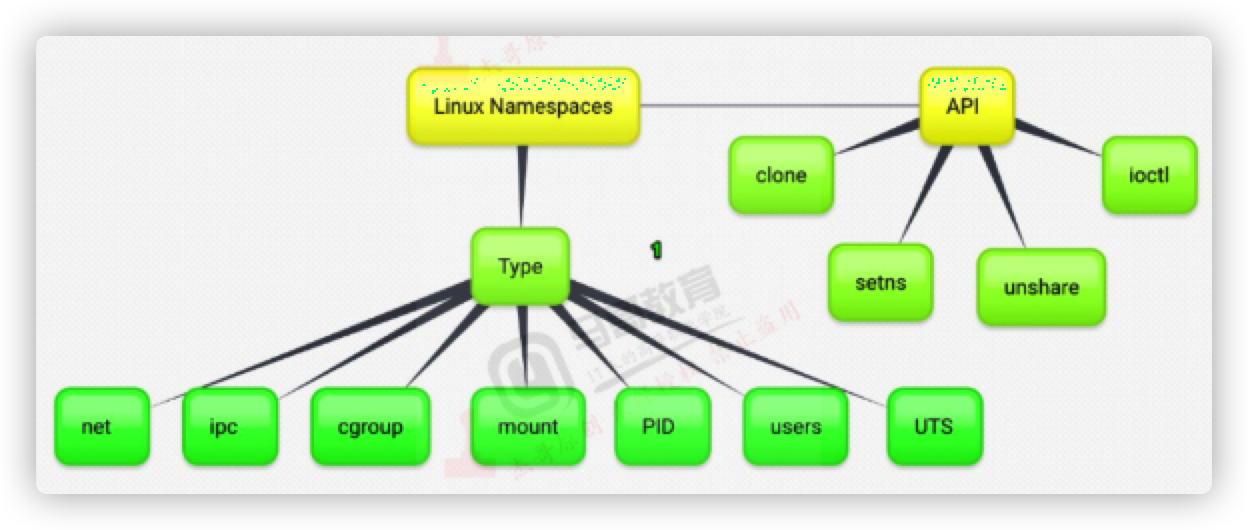 Linux Namespaces
API
clone
ioctl
Type
1
setns
unshare
net
ipc
cgroup
mount
PID
users
UTS